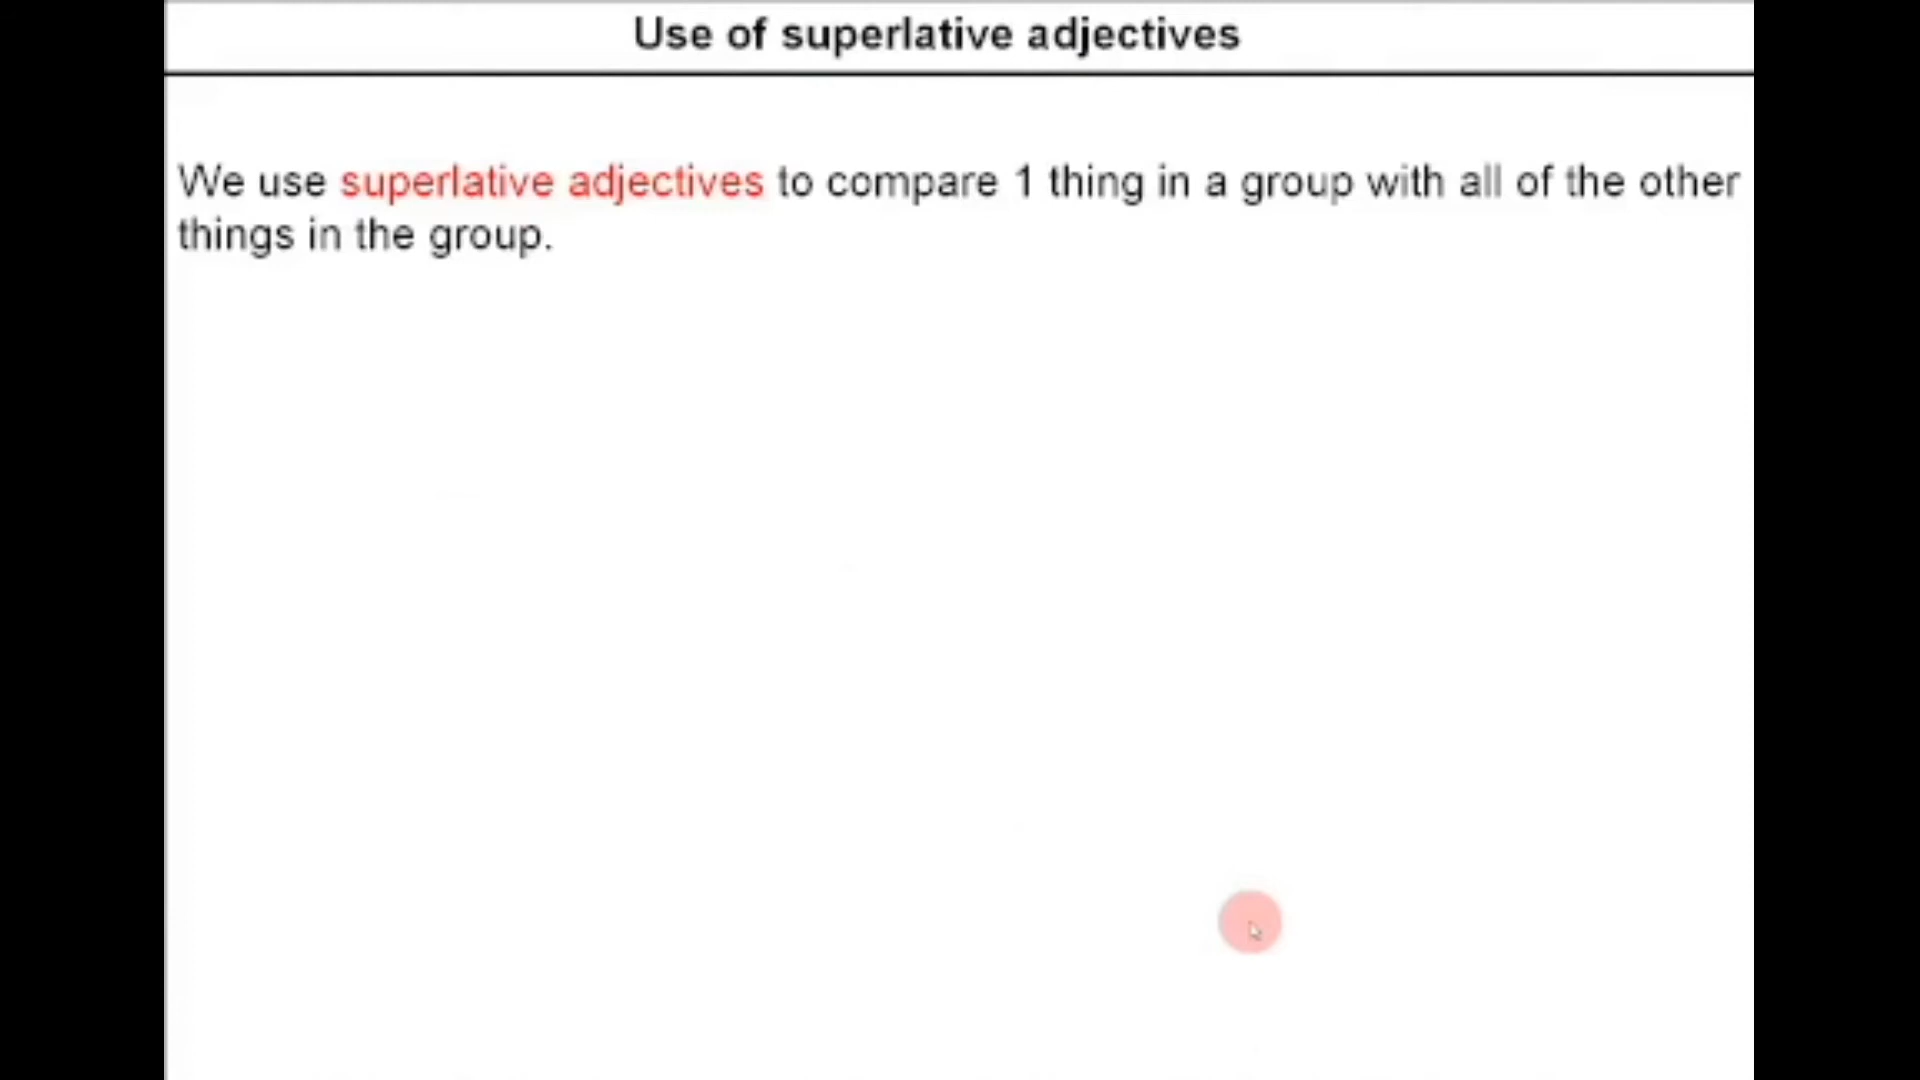 Use of superlative adjectives
We use superlative adjectives to compare 1 thing in a group with all of the other
things in the group.